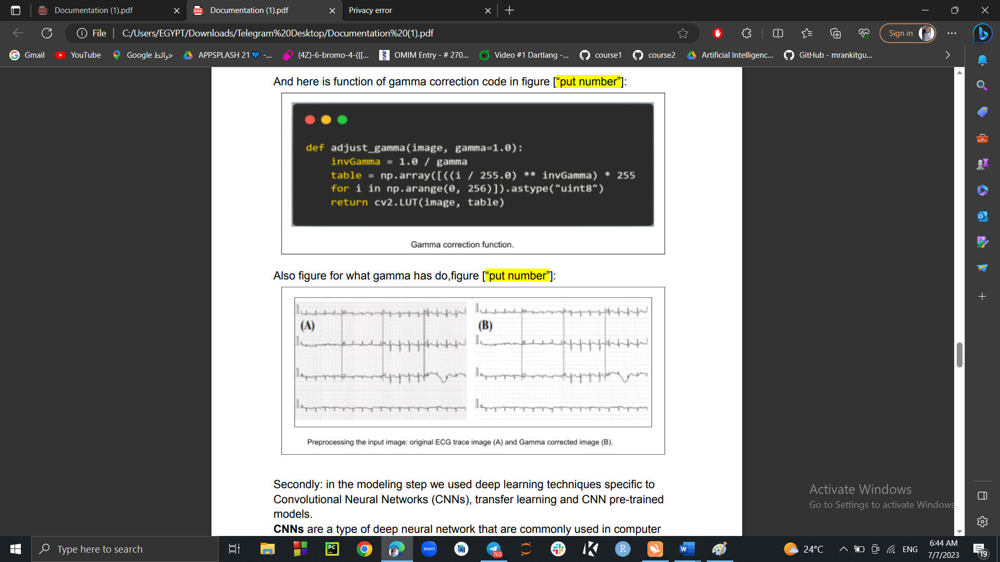 Documentation (1).pdf
Documentation (1).pdf
Privacy error
File
C:/Users/EGYPT/Downloads/Telegram%20Desktop/Documentation%20(1).pdf
Sign in
Gmail
YouTube
Google خرائط
APPSPLASH 21💙 -...
(4Z)-6-bromo-4-({[...
OMIM Entry - # 270...
Video #1 Dartlang -...
course1
course2
Artificial Intelligenc...
GitHub - mrankitgu...
And here is function of gamma correction code in figure [“put number”]:
def adjust_gamma(image, gamma=1.0):
invGamma = 1.0 / gamma
table = np.array([((i / 255.0) ** invGamma) * 255
for i in np.arange(0, 256)]).astype("uint8")
return cv2.LUT(image, table)
Gamma correction function.
Also figure for what gamma has do,figure [“put number”]:
(A)
(B)
Preprocessing the input image: original ECG trace image (A) and Gamma corrected image (B).
Secondly: in the modeling step we used deep learning techniques specific to
Convolutional Neural Networks (CNNs), transfer learning and CNN pre-trained
models.
CNNs are a type of deep neural network that are commonly used in computer
Activate Windows
Go to Settings to activate Windows.
Type here to search
PC
zoom
765
R
W
24°C
ENG
6:44 AM
7/7/2023
19